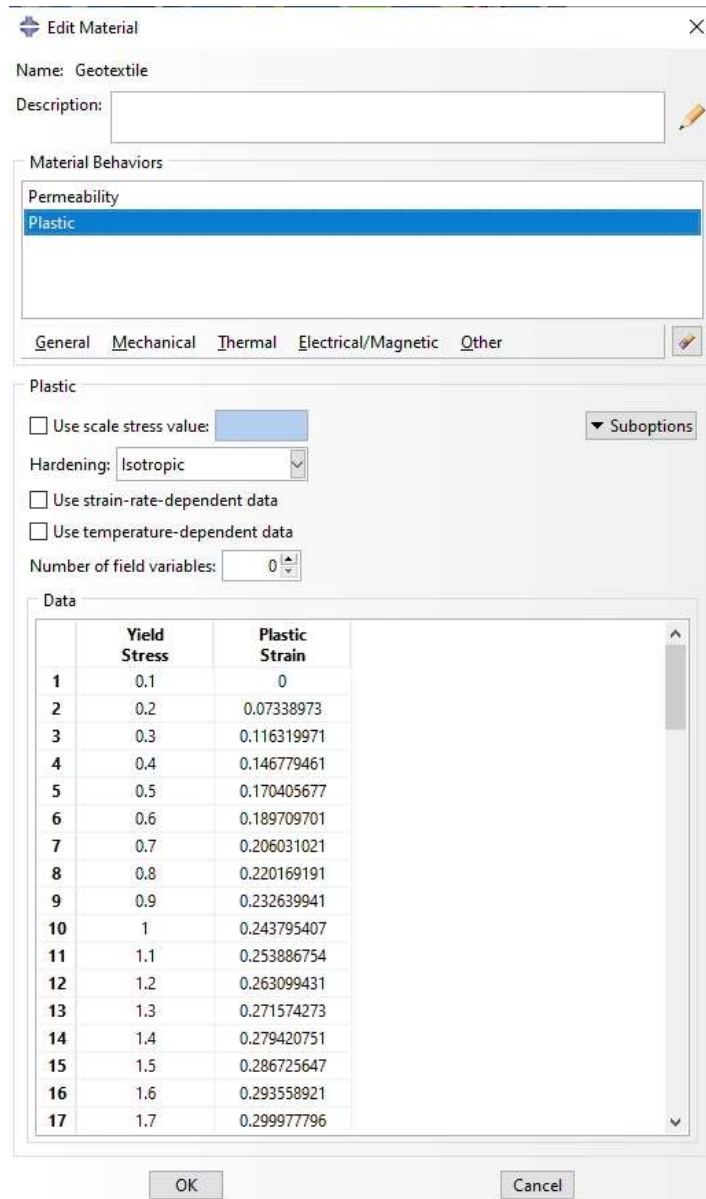 Edit Material
Name: Geotextile
Description:
Material Behaviors
Permeability
Plastic
General Mechanical Thermal Electrical/Magnetic Other
Plastic
Use scale stress value:
Suboptions
Hardening: Isotropic
Use strain-rate-dependent data
Use temperature-dependent data
Number of field variables: 0
Data
Yield Stress Plastic Strain
1 0.1 0
2 0.2 0.07338973
3 0.3 0.116319971
4 0.4 0.146779461
5 0.5 0.170405677
6 0.6 0.189709701
7 0.7 0.206031021
8 0.8 0.220169191
9 0.9 0.232639941
10 1 0.243795407
11 1.1 0.253886754
12 1.2 0.263099431
13 1.3 0.271574273
14 1.4 0.279420751
15 1.5 0.286725647
16 1.6 0.293558921
17 1.7 0.299977796
OK Cancel